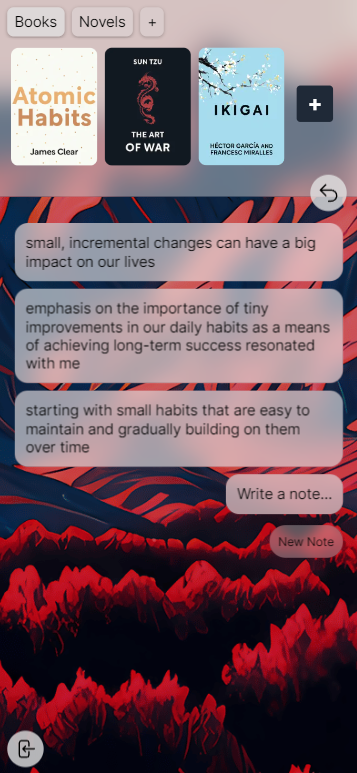 Books Novels +
Atomic
Habits
James Clear
SUN TZU
THE ART
OF WAR
IKIGAI
HÉCTOR GARCÍA AND
FRANCESC MIRALLES
+
small, incremental changes can have a big
impact on our lives
emphasis on the importance of tiny
improvements in our daily habits as a means
of achieving long-term success resonated
with me
starting with small habits that are easy to
maintain and gradually building on them
over time
Write a note...
New Note